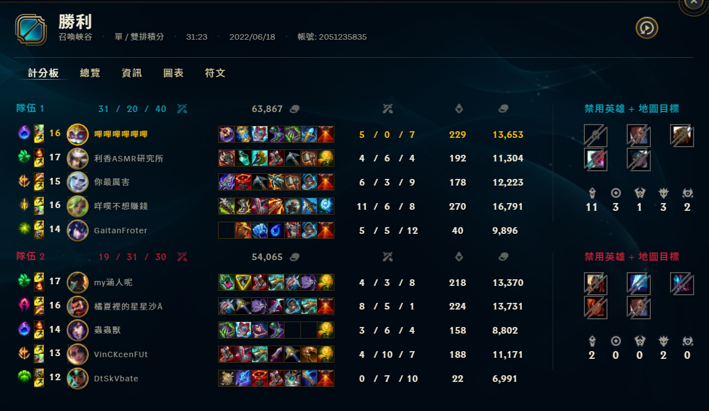 勝利
召喚峽谷 · 單 / 雙排積分 · 31:23 · 2022/06/18 · 帳號: 2051235835
計分板 總覽 資訊 圖表 符文
隊伍 1 31 / 20 / 40 63,867 禁用英雄 + 地圖目標
16 嗶嗶嗶嗶嗶嗶 5 / 0 / 7 229 13,653
17 利香ASMR研究所 4 / 6 / 4 192 11,304
15 你最厲害 6 / 3 / 9 178 12,223
16 咩噗不想賺錢 11 / 6 / 8 270 16,791
14 GaitanFroter 5 / 5 / 12 40 9,896
11 3 1 3 2
隊伍 2 19 / 31 / 30 54,065 禁用英雄 + 地圖目標
17 my涵人呢 4 / 3 / 8 218 13,370
16 橘夏裡的星星沙Å 8 / 5 / 1 224 13,731
14 蟲蟲獸 3 / 6 / 4 158 8,802
13 VinCKcenFUt 4 / 10 / 7 188 11,171
12 DtSkVbate 0 / 7 / 10 22 6,991
2 0 0 2 0